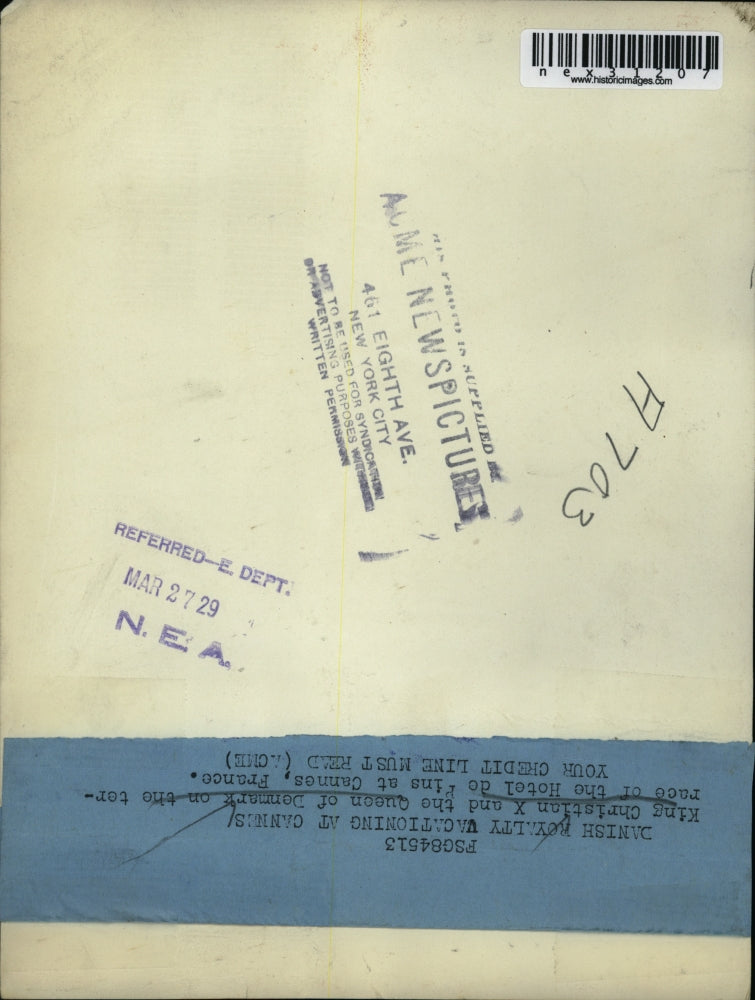 nex31207
www.historicimages.com
THIS PHOTO IS SUPPLIED BY
ACME NEWSPICTURES
461 EIGHTH AVE.
NEW YORK CITY
NOT TO BE USED FOR SYNDICATION
OR ADVERTISING PURPOSES WITHOUT
WRITTEN PERMISSION
A703
REFERRED—E. DEPT.
MAR 27 29
N. E. A.
PSG84513
DANISH ROYALTY VACATIONING AT CANNES
King Christian X and the Queen of Denmark on the ter-
race of the Hotel de Pins at Cannes, France.
YOUR CREDIT LINE MUST READ (ACME)